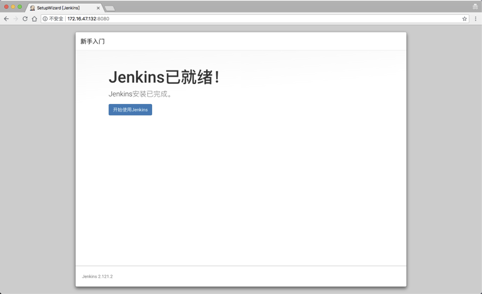 SetupWizard [Jenkins]
不安全 172.16.47.132:8080
新手入门
Jenkins已就绪！
Jenkins安装已完成。
开始使用Jenkins
Jenkins 2.121.2